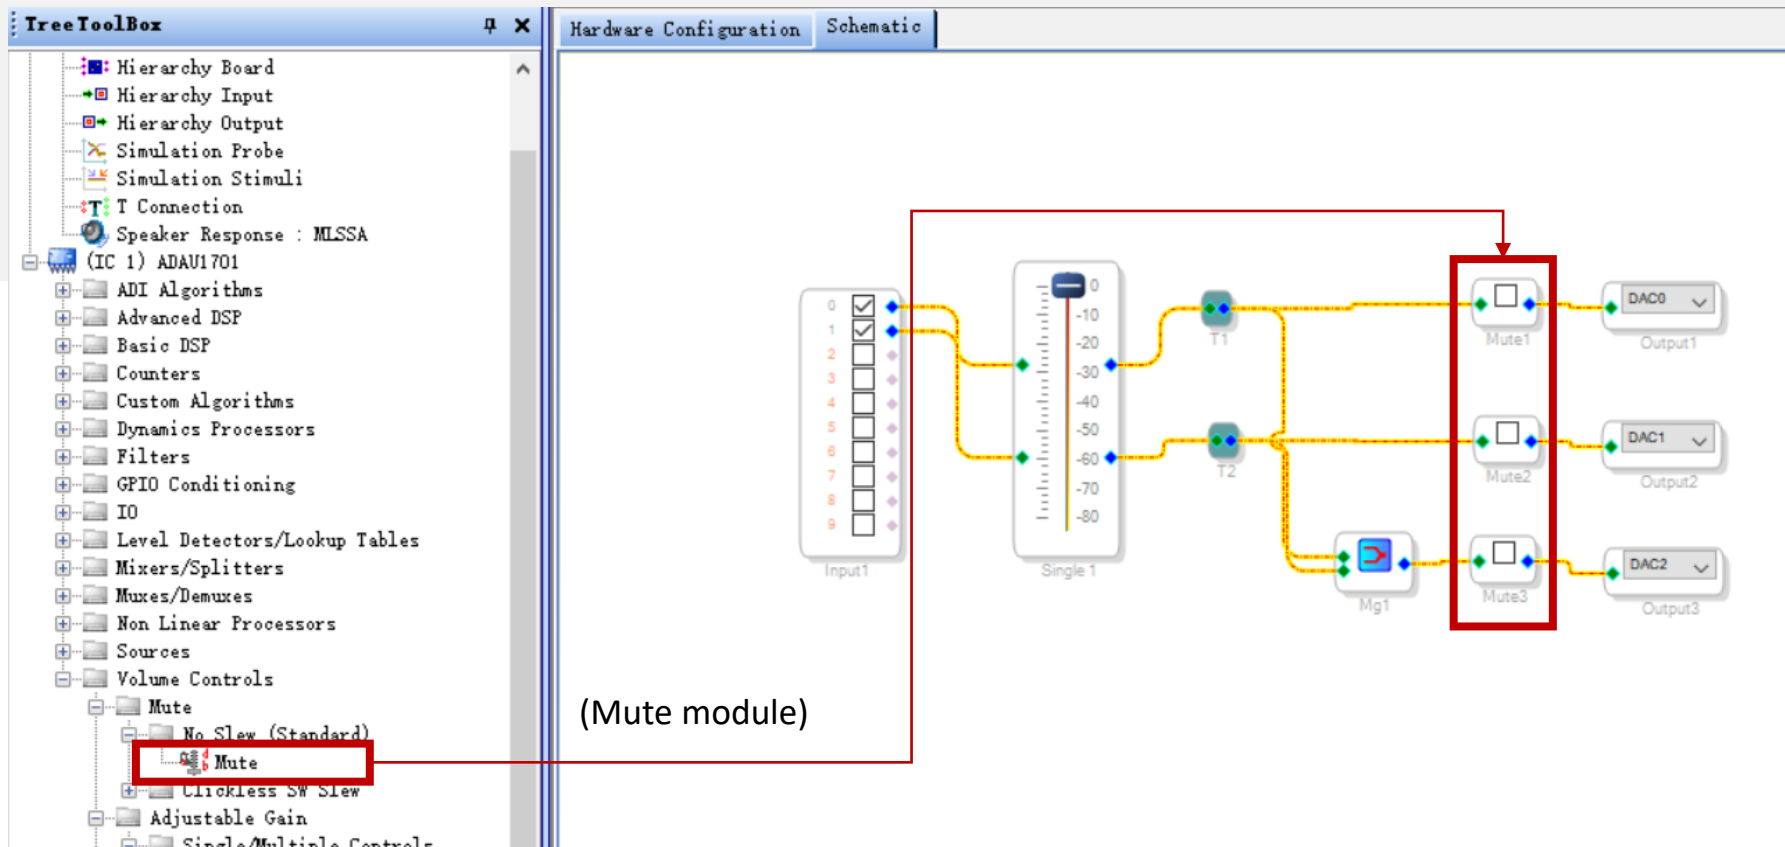 TreeToolBox
Hierarchy Board
Hierarchy Input
Hierarchy Output
Simulation Probe
Simulation Stimuli
T Connection
Speaker Response : MLSSA
(IC 1) ADAU1701
ADI Algorithms
Advanced DSP
Basic DSP
Counters
Custom Algorithms
Dynamics Processors
Filters
GPIO Conditioning
IO
Level Detectors/Lookup Tables
Mixers/Splitters
Muxes/Demuxes
Non Linear Processors
Sources
Volume Controls
Mute
No Slew (Standard)
Mute
Clickless SW Slew
Adjustable Gain
Single/Multiple Controls
Hardware Configuration
Schematic
0
1
2
3
4
5
6
7
8
9
Input1
0
-10
-20
-30
-40
-50
-60
-70
-80
Single 1
T1
T2
Mg1
Mute1
Mute2
Mute3
DAC0
Output1
DAC1
Output2
DAC2
Output3
(Mute module)